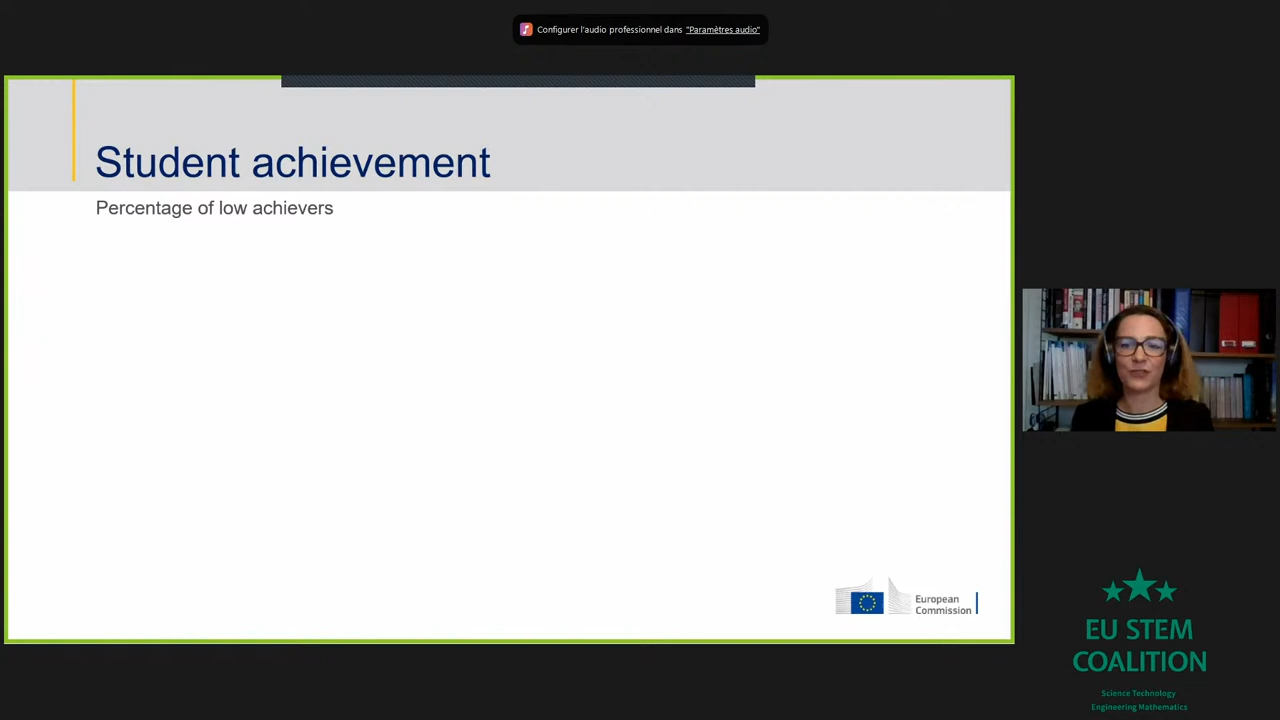 Configurer l'audio professionnel dans "Paramètres audio"
Student achievement
Percentage of low achievers
European
Commission
EU STEM
COALITION
Science Technology
Engineering Mathematics